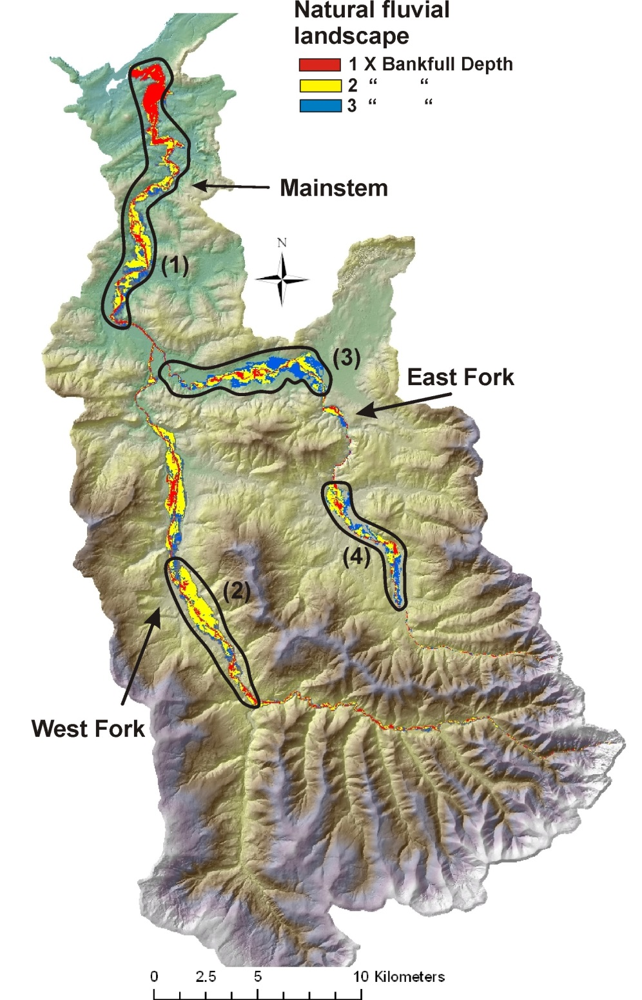 Natural fluvial
landscape
1 X Bankfull Depth
2 “ “
3 “ “
Mainstem
N
(1)
(3)
East Fork
(4)
(2)
West Fork
0 2.5 5 10 Kilometers